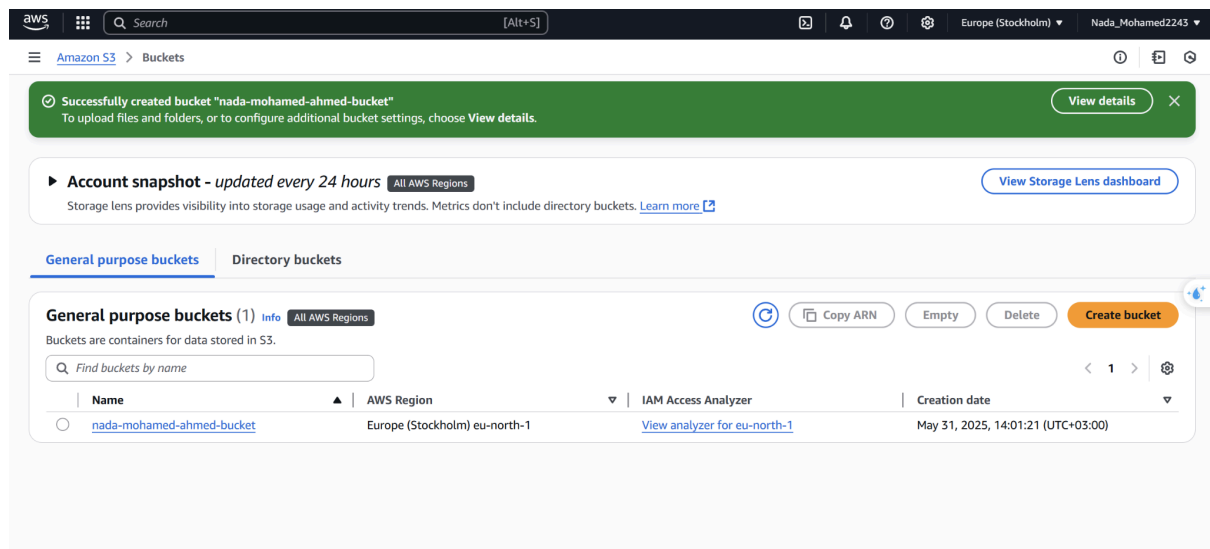 aws
Search [Alt+S] Europe (Stockholm) ▼ Nada_Mohamed2243 ▼
Amazon S3 > Buckets
Successfully created bucket "nada-mohamed-ahmed-bucket"
To upload files and folders, or to configure additional bucket settings, choose View details.
View details
Account snapshot - updated every 24 hours All AWS Regions
View Storage Lens dashboard
Storage lens provides visibility into storage usage and activity trends. Metrics don't include directory buckets. Learn more
General purpose buckets Directory buckets
General purpose buckets (1) Info All AWS Regions
Copy ARN Empty Delete Create bucket
Buckets are containers for data stored in S3.
Find buckets by name
< 1 >
Name AWS Region IAM Access Analyzer Creation date
nada-mohamed-ahmed-bucket Europe (Stockholm) eu-north-1 View analyzer for eu-north-1 May 31, 2025, 14:01:21 (UTC+03:00)